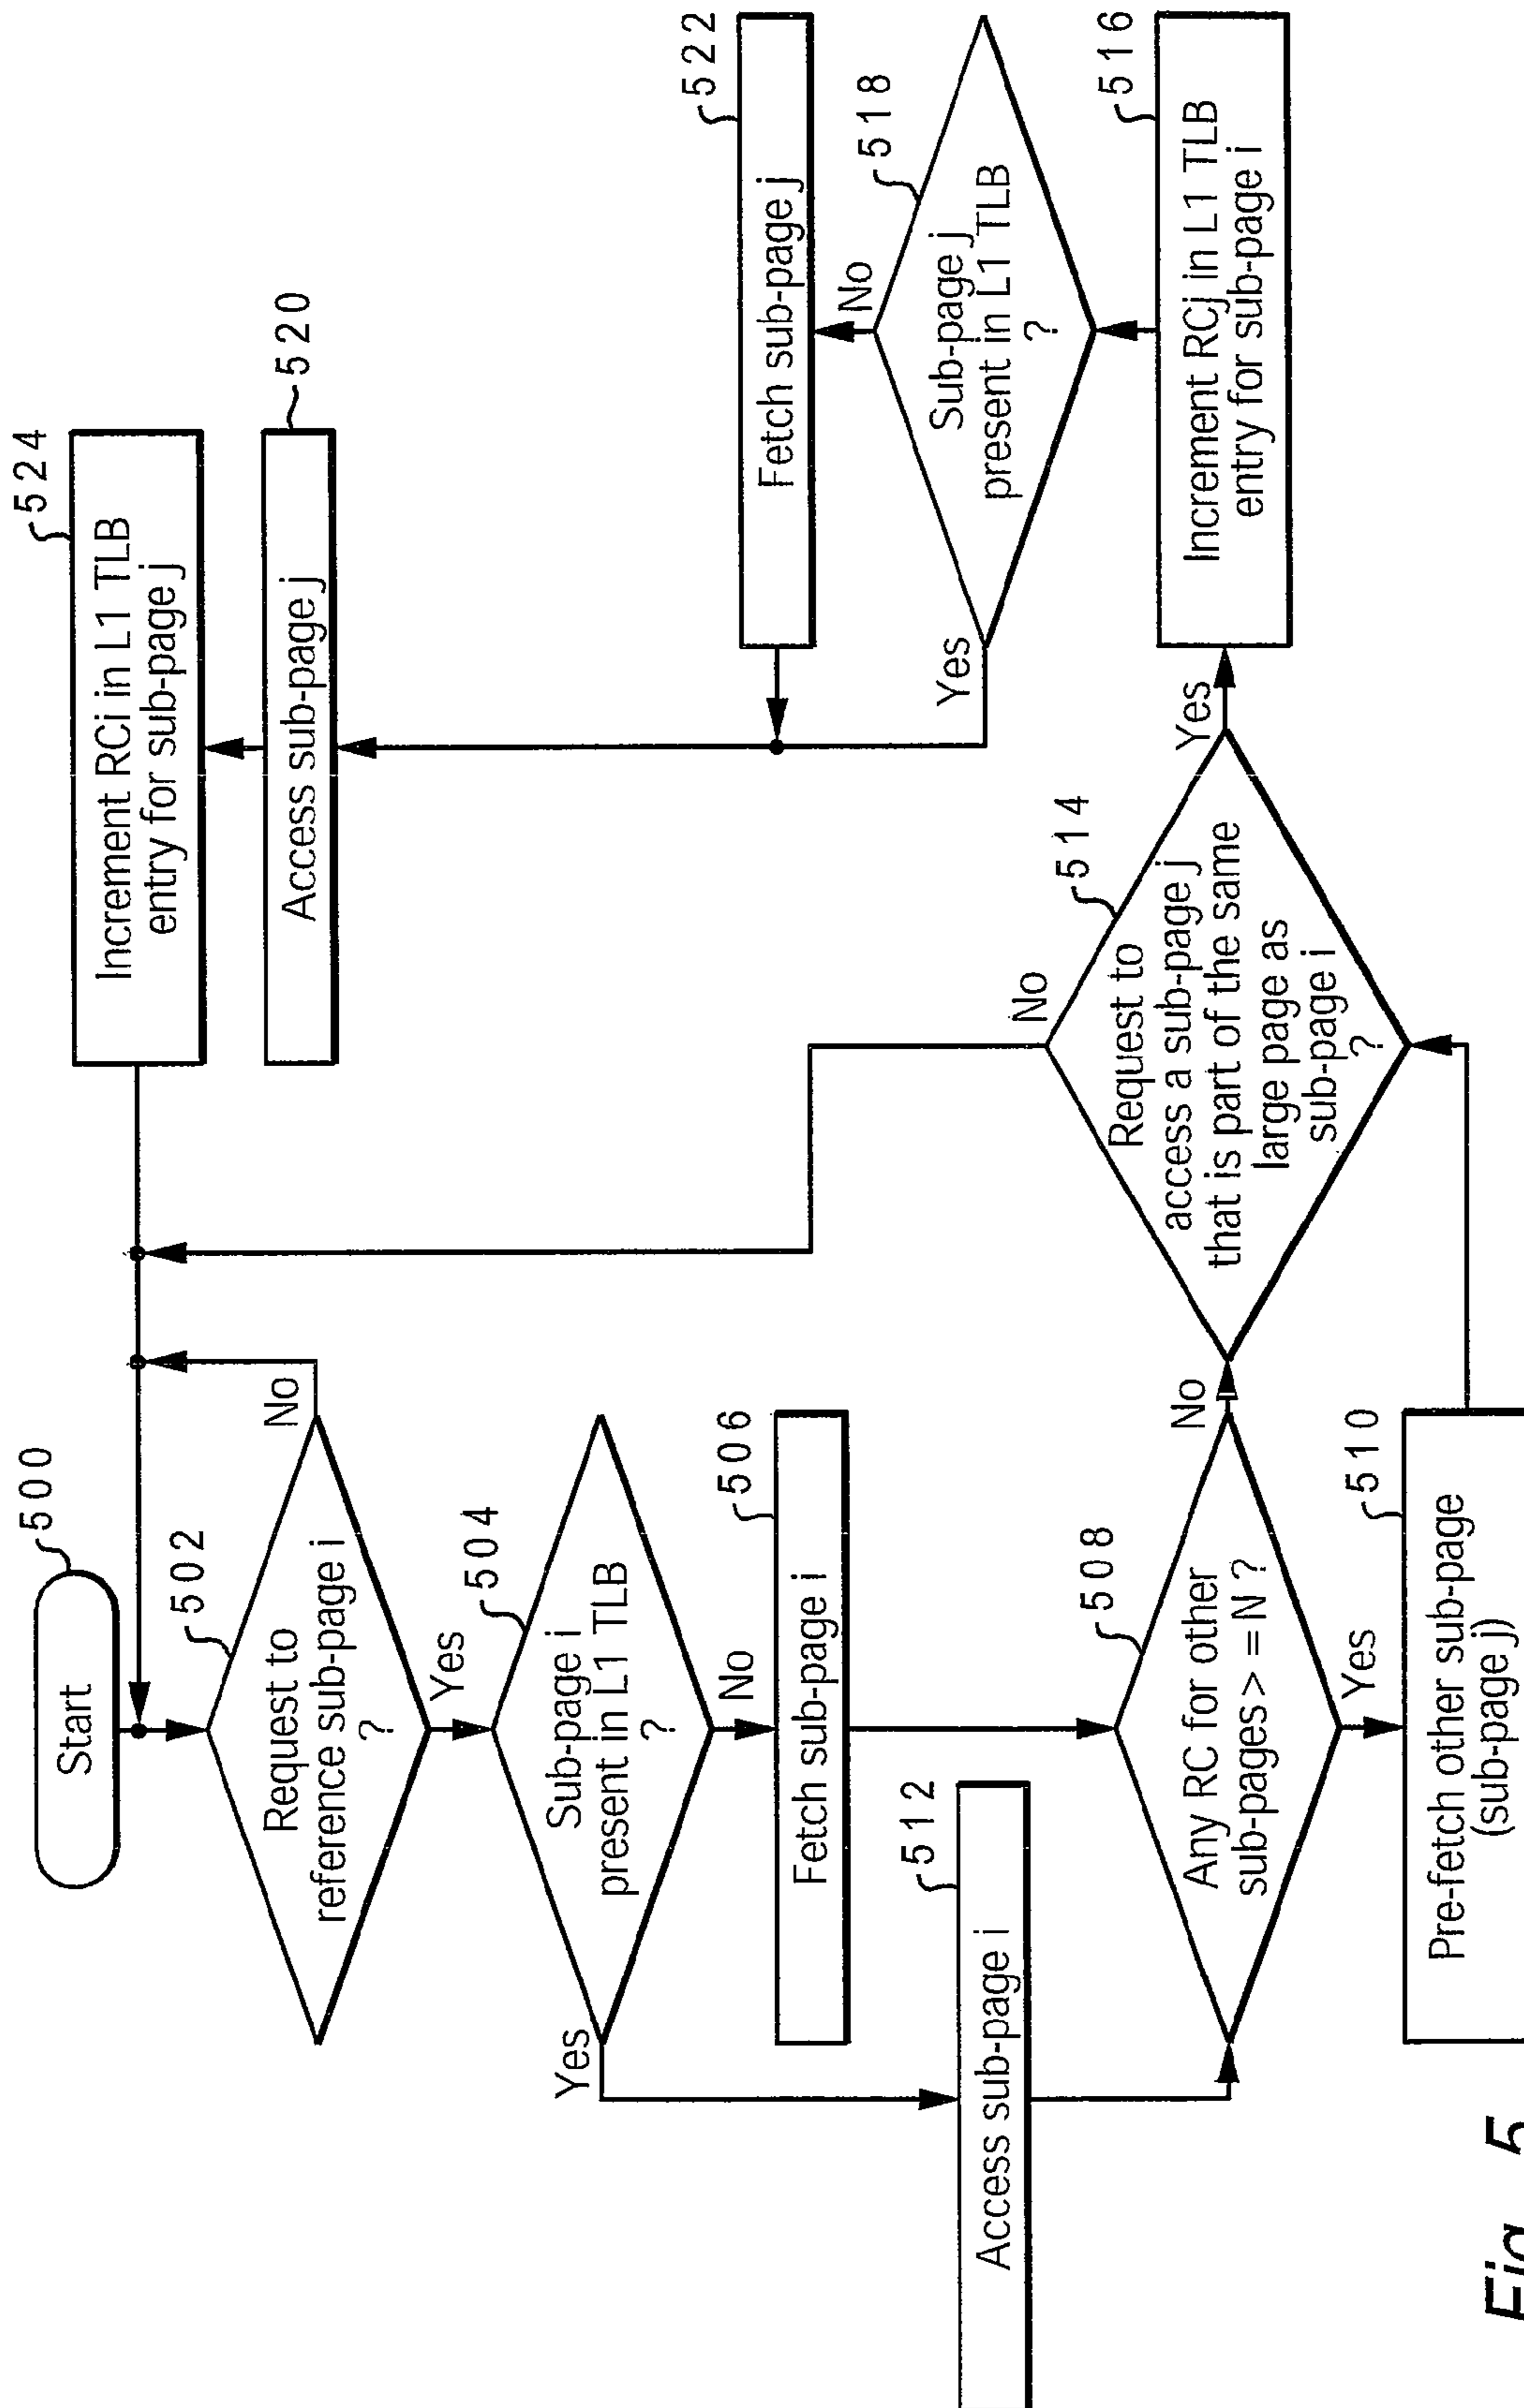 Start
500
Request to
reference sub-page i
?
502
No
Yes
Sub-page i
present in L1 TLB
?
504
Yes
No
Fetch sub-page i
506
Access sub-page i
512
Any RC for other
sub-pages > = N ?
508
No
Yes
Pre-fetch other sub-page
(sub-page j)
510
Request to
access a sub-page j
that is part of the same
large page as
sub-page i
?
514
No
Yes
Increment RCj in L1 TLB
entry for sub-page i
516
Sub-page j
present in L1 TLB
?
518
Yes
No
Fetch sub-page j
522
Access sub-page j
520
Increment RCi in L1 TLB
entry for sub-page j
524
Fig. 5